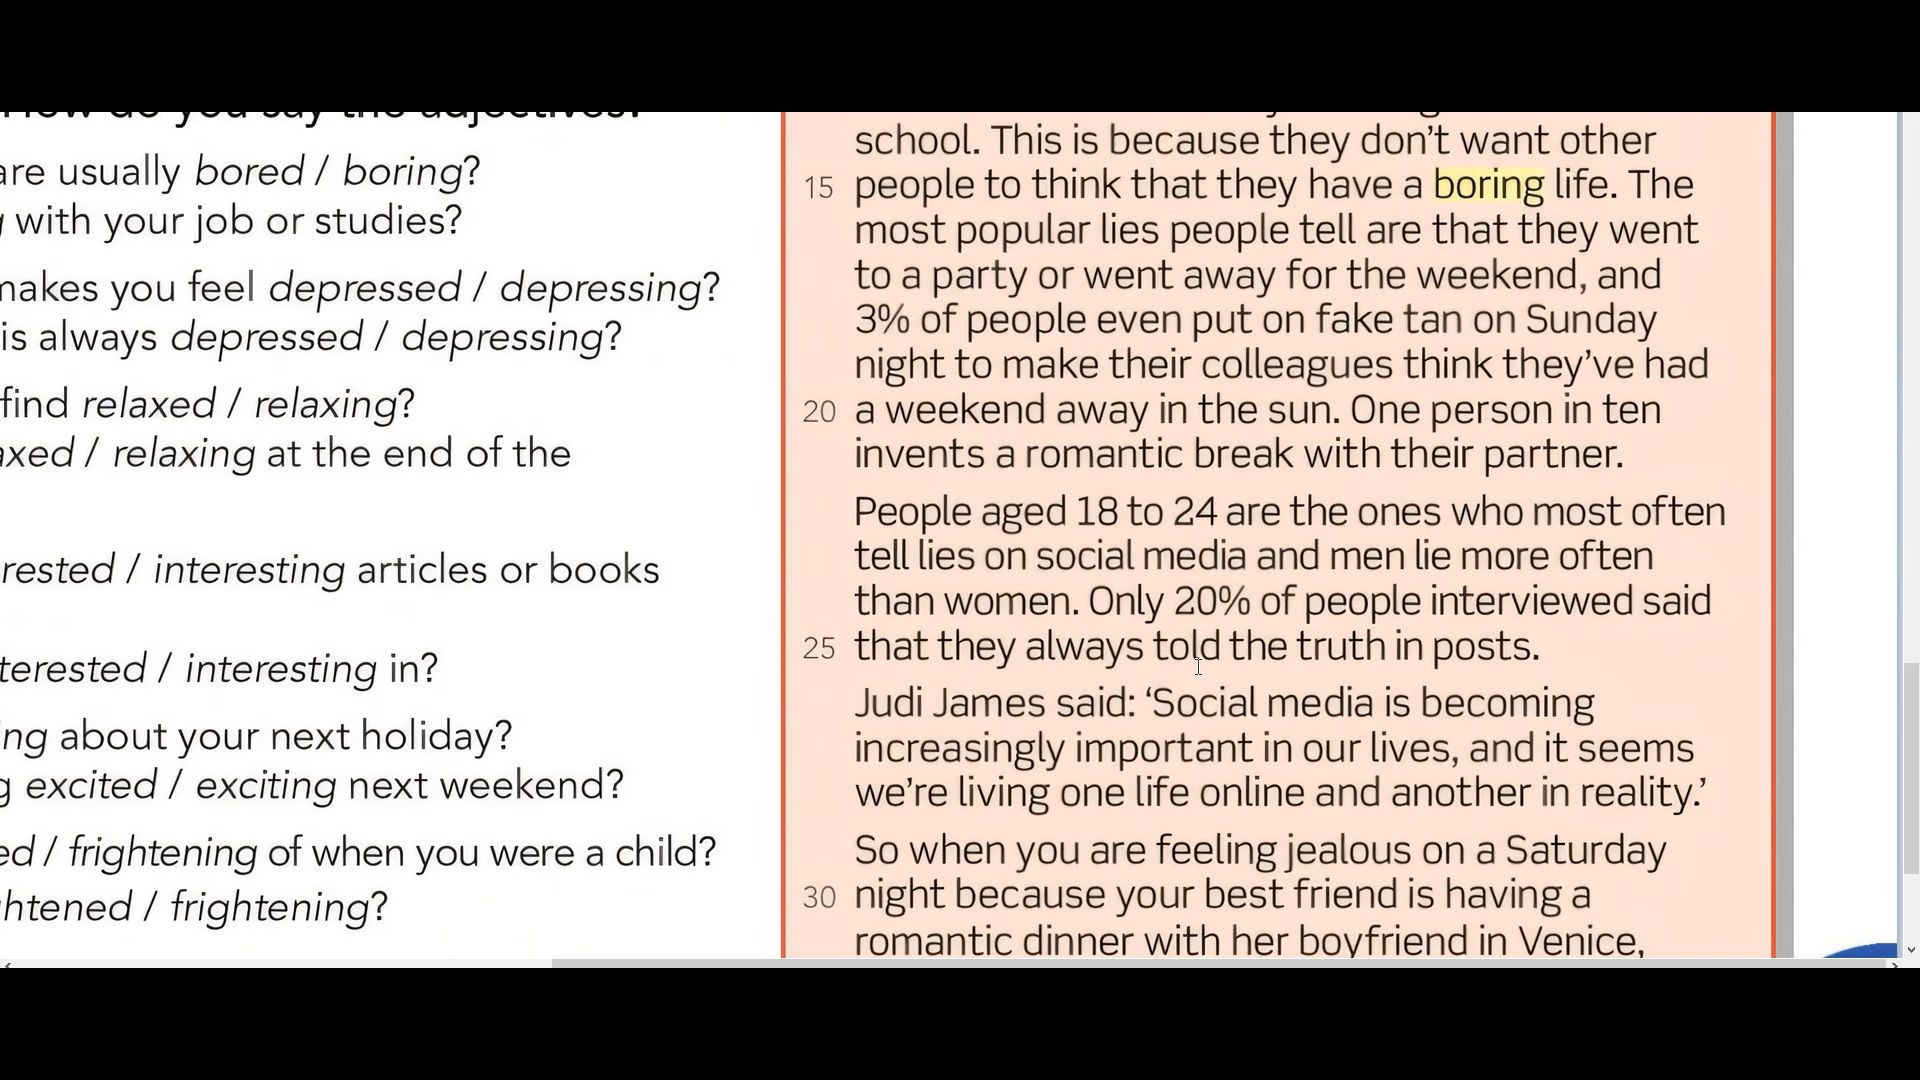 How do you say the adjectives?
are usually bored / boring?
with your job or studies?
makes you feel depressed / depressing?
is always depressed / depressing?
find relaxed / relaxing?
/ relaxing at the end of the
/ interesting articles or books
/ interesting in?
about your next holiday?
excited / exciting next weekend?
/ frightening of when you were a child?
/ frightening?
school. This is because they don't want other
15 people to think that they have a boring life. The
most popular lies people tell are that they went
to a party or went away for the weekend, and
3% of people even put on fake tan on Sunday
night to make their colleagues think they've had
20 a weekend away in the sun. One person in ten
invents a romantic break with their partner.
People aged 18 to 24 are the ones who most often
tell lies on social media and men lie more often
than women. Only 20% of people interviewed said
25 that they always told the truth in posts.
Judi James said: ‘Social media is becoming
increasingly important in our lives, and it seems
we're living one life online and another in reality.’
So when you are feeling jealous on a Saturday
30 night because your best friend is having a
romantic dinner with her boyfriend in Venice,